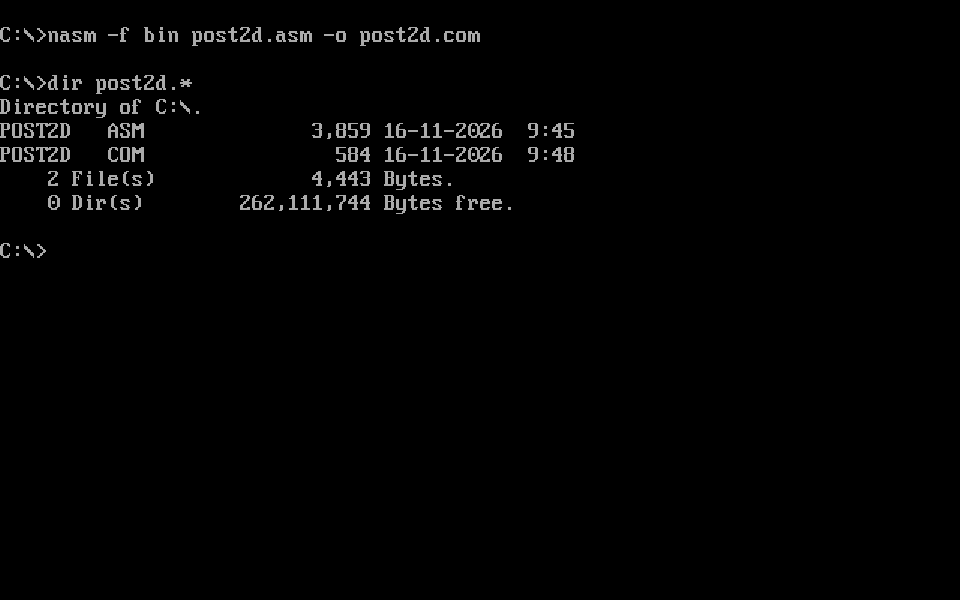 C:\>nasm -f bin post2d.asm -o post2d.com
C:\>dir post2d.*
Directory of C:\.
POST2D   ASM              3,859 16-11-2026  9:45
POST2D   COM                584 16-11-2026  9:48
    2 File(s)             4,443 Bytes.
    0 Dir(s)        262,111,744 Bytes free.
C:\>